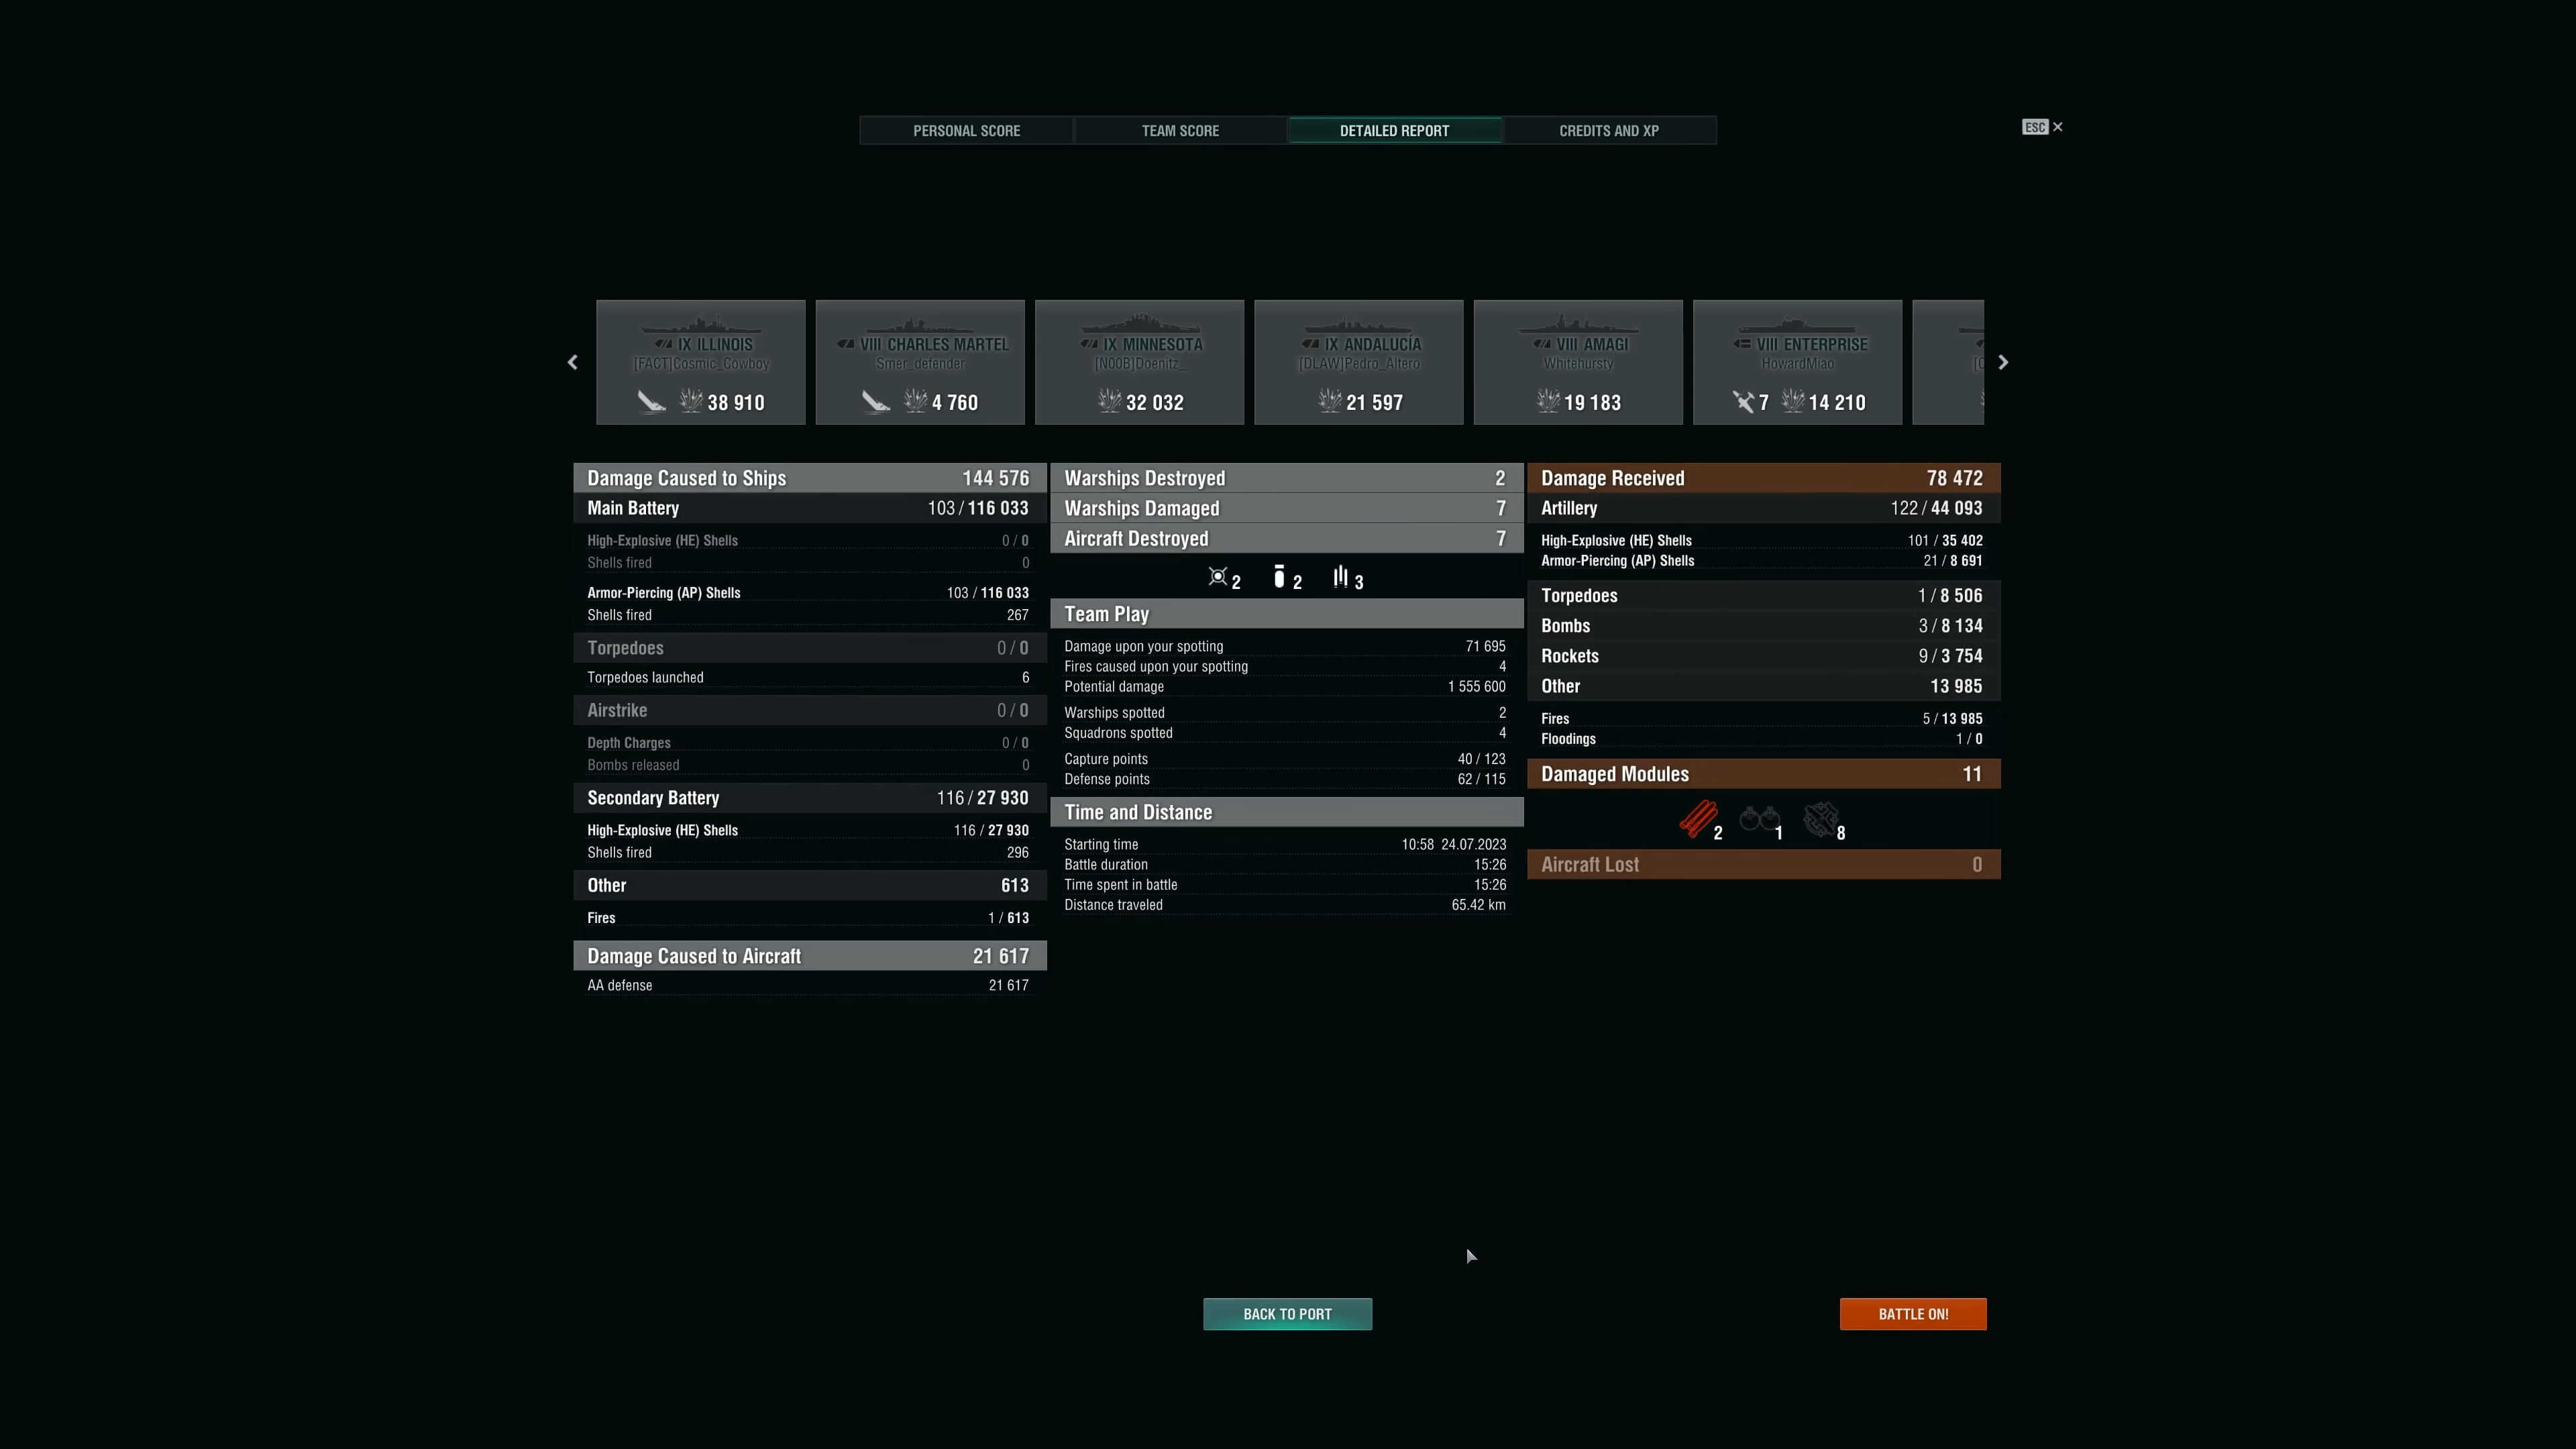 PERSONAL SCORE
TEAM SCORE
DETAILED REPORT
CREDITS AND XP
ESC
IX ILLINOIS
[FACT]Cosmic_Cowboy
38 910
VIII CHARLES MARTEL
Smer_defender
4 760
IX MINNESOTA
[N00B]Doenitz_
32 032
IX ANDALUCÍA
[DLAW]Pedro_Altero
21 597
VIII AMAGI
Whitehursty
19 183
VIII ENTERPRISE
HowardMiao
7 14 210
Damage Caused to Ships 144 576
Main Battery 103 / 116 033
High-Explosive (HE) Shells 0 / 0
Shells fired 0
Armor-Piercing (AP) Shells 103 / 116 033
Shells fired 267
Torpedoes 0 / 0
Torpedoes launched 6
Airstrike 0 / 0
Depth Charges 0 / 0
Bombs released 0
Secondary Battery 116 / 27 930
High-Explosive (HE) Shells 116 / 27 930
Shells fired 296
Other 613
Fires 1 / 613
Damage Caused to Aircraft 21 617
AA defense 21 617
Warships Destroyed 2
Warships Damaged 7
Aircraft Destroyed 7
2 2 3
Team Play
Damage upon your spotting 71 695
Fires caused upon your spotting 4
Potential damage 1 555 600
Warships spotted 2
Squadrons spotted 4
Capture points 40 / 123
Defense points 62 / 115
Time and Distance
Starting time 10:58 24.07.2023
Battle duration 15:26
Time spent in battle 15:26
Distance traveled 65.42 km
Damage Received 78 472
Artillery 122 / 44 093
High-Explosive (HE) Shells 101 / 35 402
Armor-Piercing (AP) Shells 21 / 8 691
Torpedoes 1 / 8 506
Bombs 3 / 8 134
Rockets 9 / 3 754
Other 13 985
Fires 5 / 13 985
Floodings 1 / 0
Damaged Modules 11
2 1 8
Aircraft Lost 0
BACK TO PORT
BATTLE ON!